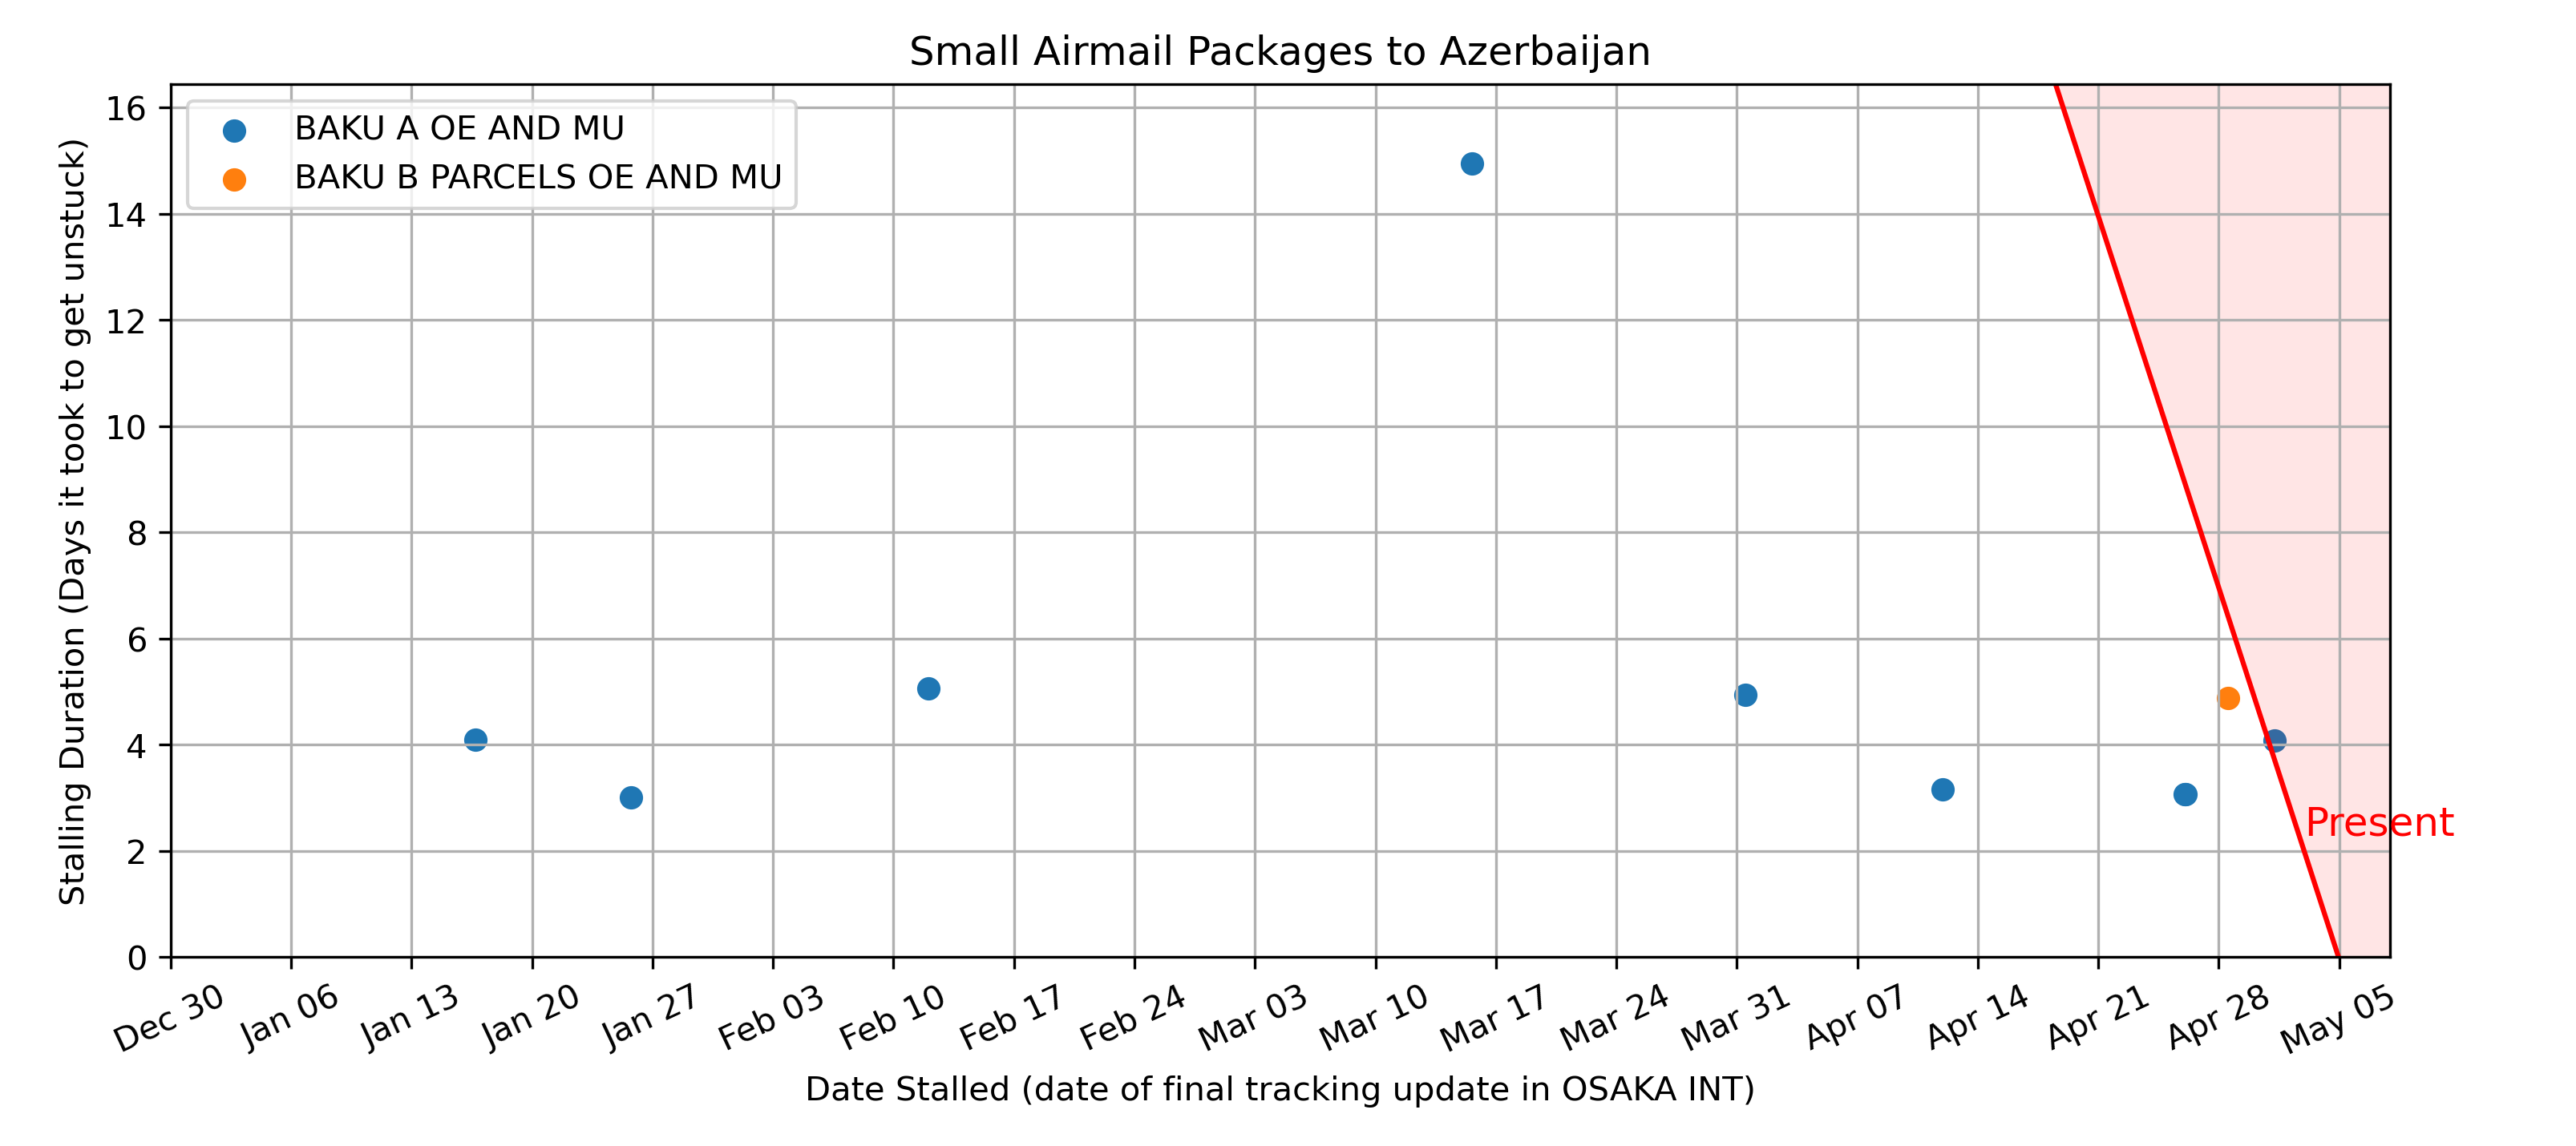 Small Airmail Packages to Azerbaijan
BAKU A OE AND MU
BAKU B PARCELS OE AND MU
Stalling Duration (Days it took to get unstuck)
16
14
12
10
8
6
4
2
0
Present
Dec 30
Jan 06
Jan 13
Jan 20
Jan 27
Feb 03
Feb 10
Feb 17
Feb 24
Mar 03
Mar 10
Mar 17
Mar 24
Mar 31
Apr 07
Apr 14
Apr 21
Apr 28
May 05
Date Stalled (date of final tracking update in OSAKA INT)